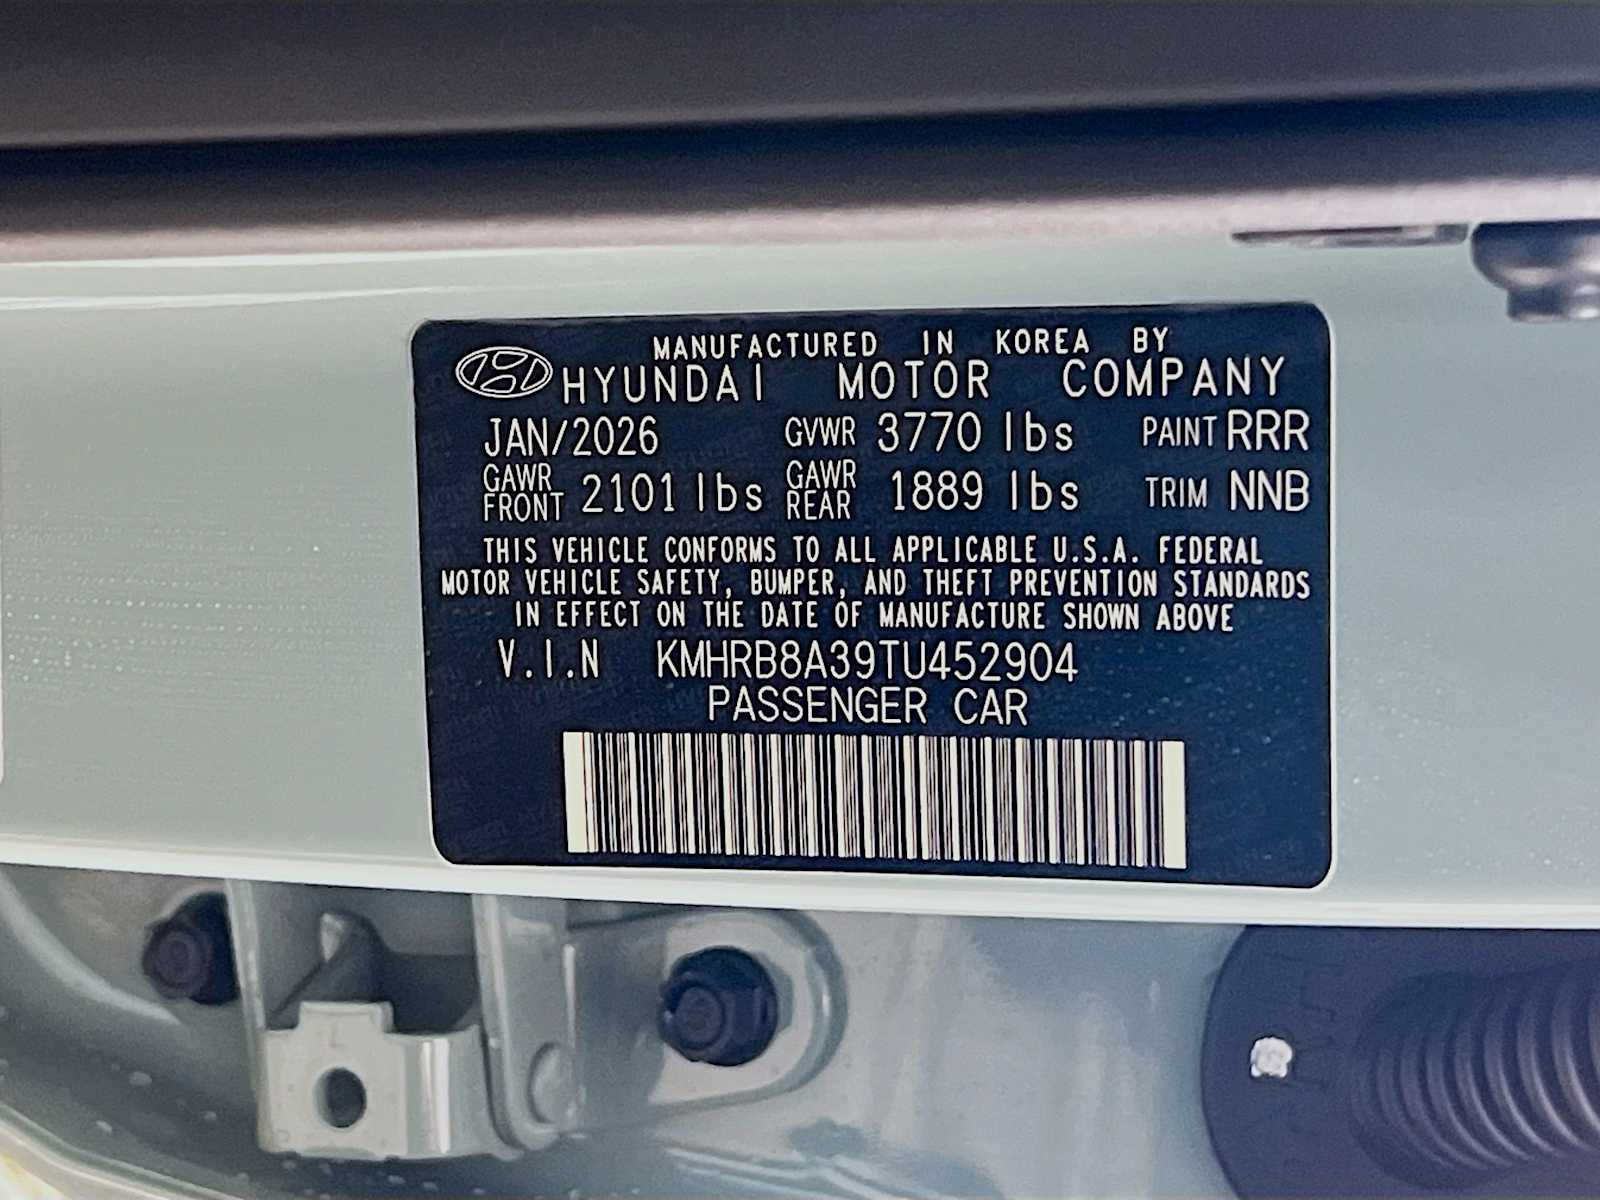 MANUFACTURED IN KOREA BY
HYUNDAI MOTOR COMPANY
JAN/2026 GVWR 3770 lbs PAINT RRR
GAWR FRONT 2101 lbs GAWR REAR 1889 lbs TRIM NNB
THIS VEHICLE CONFORMS TO ALL APPLICABLE U.S.A. FEDERAL
MOTOR VEHICLE SAFETY, BUMPER, AND THEFT PREVENTION STANDARDS
IN EFFECT ON THE DATE OF MANUFACTURE SHOWN ABOVE
V.I.N KMHRB8A39TU452904
PASSENGER CAR